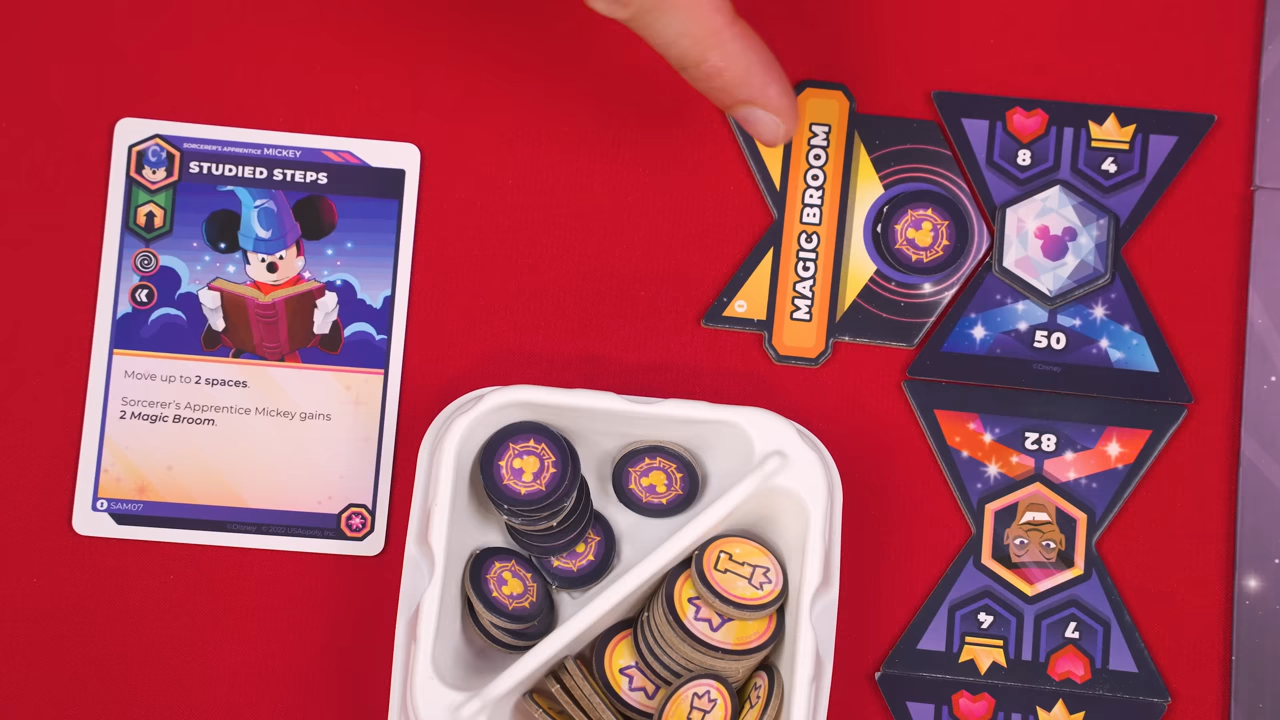 SORCERER'S APPRENTICE MICKEY
STUDIED STEPS
Move up to 2 spaces.
Sorcerer's Apprentice Mickey gains
2 Magic Broom.
SAM07
©Disney © 2022 USAopoly, Inc.
MAGIC BROOM
8
4
50
©Disney
82
4
7